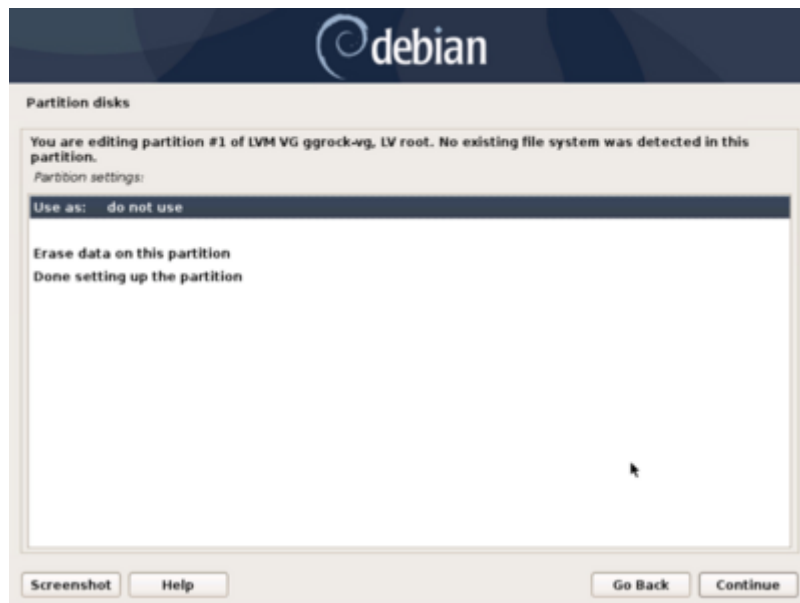 debian
Partition disks
You are editing partition #1 of LVM VG ggrock-vg, LV root. No existing file system was detected in this
partition.
Partition settings:
Use as: do not use
Erase data on this partition
Done setting up the partition
Screenshot Help Go Back Continue